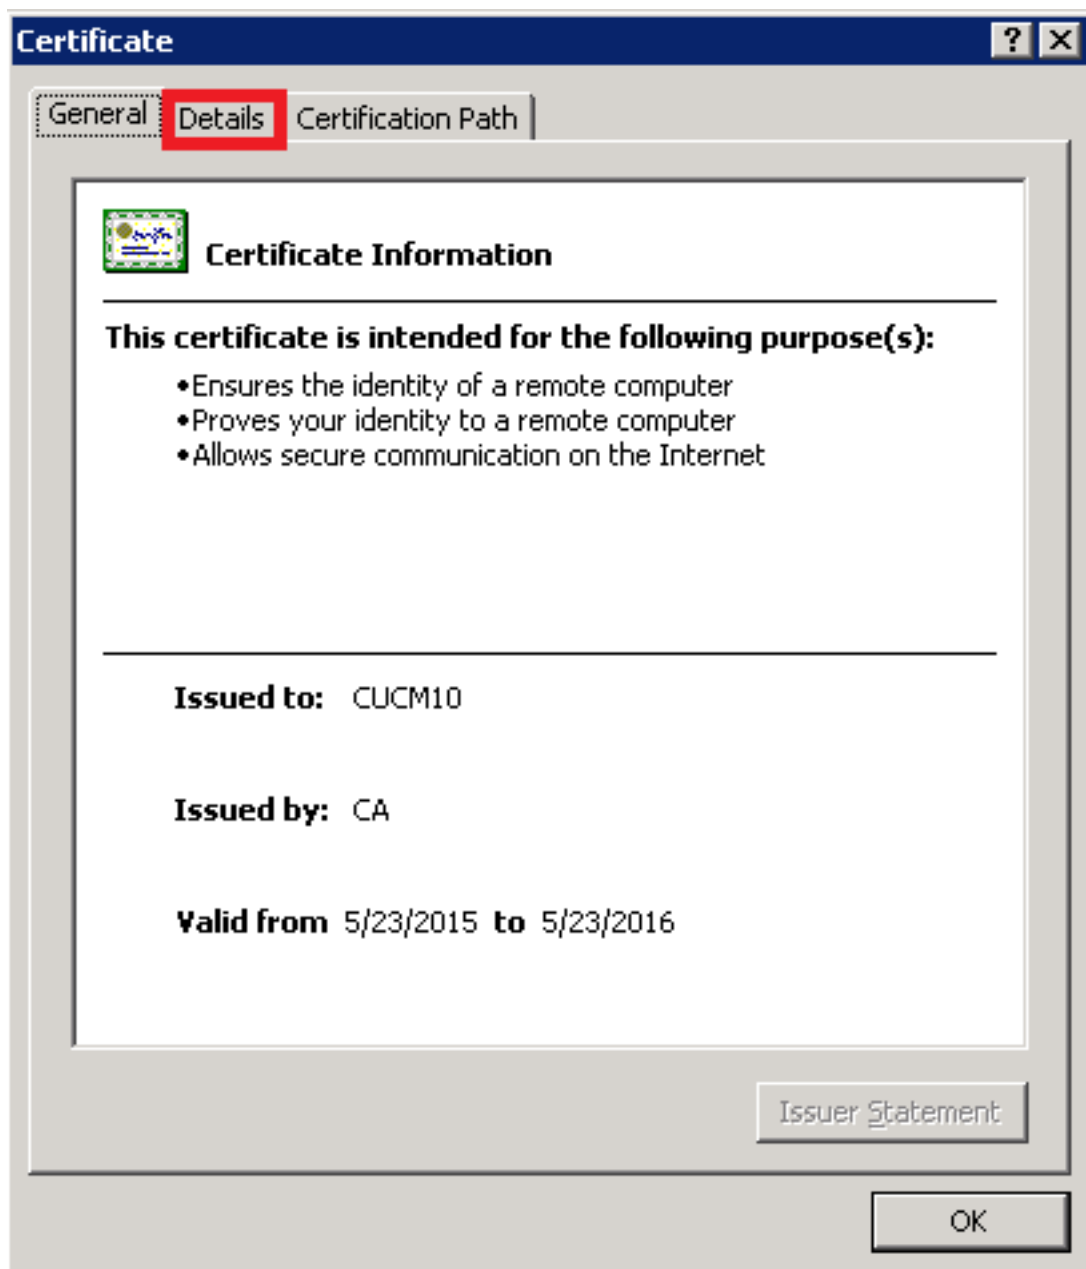 Certificate
General Details Certification Path
Certificate Information
This certificate is intended for the following purpose(s):
•Ensures the identity of a remote computer
•Proves your identity to a remote computer
•Allows secure communication on the Internet
Issued to: CUCM10
Issued by: CA
Valid from 5/23/2015 to 5/23/2016
Issuer Statement
OK